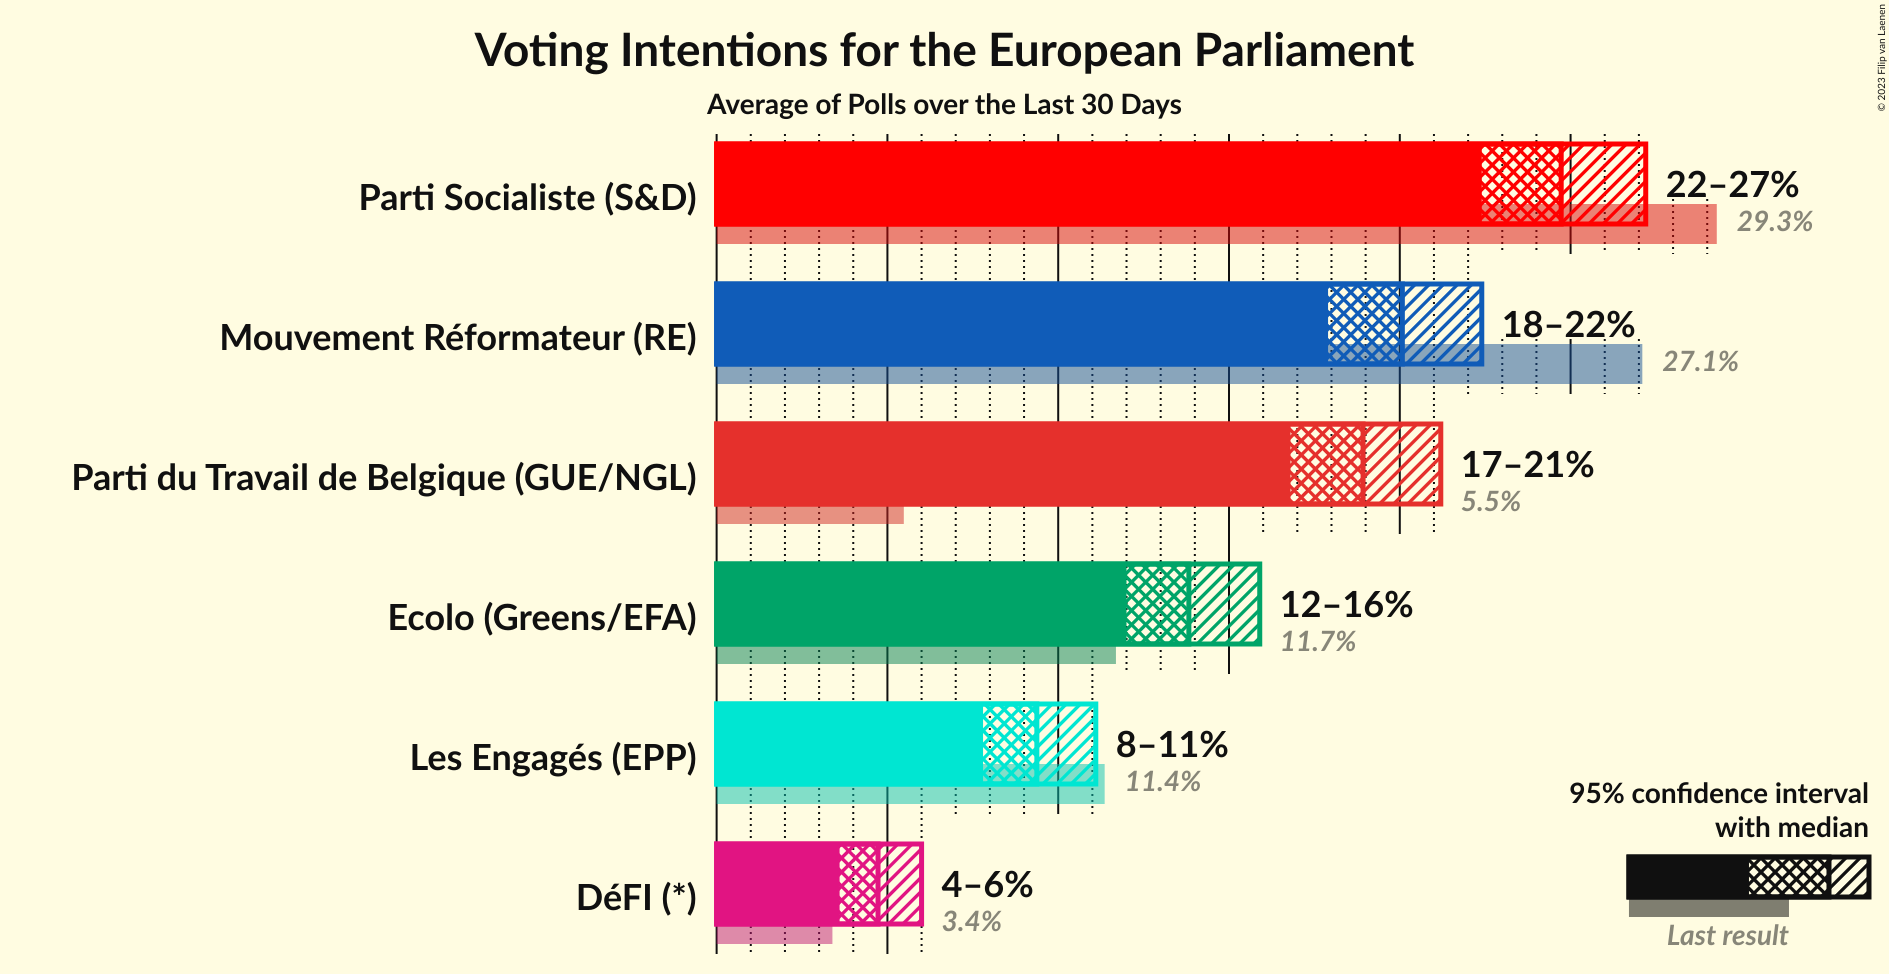 Voting Intentions for the European Parliament
Average of Polls over the Last 30 Days
© 2023 Filip van Laenen
Parti Socialiste (S&D)
22–27%
29.3%
Mouvement Réformateur (RE)
18–22%
27.1%
Parti du Travail de Belgique (GUE/NGL)
17–21%
5.5%
Ecolo (Greens/EFA)
12–16%
11.7%
Les Engagés (EPP)
8–11%
11.4%
DéFI (*)
4–6%
3.4%
95% confidence interval
with median
Last result